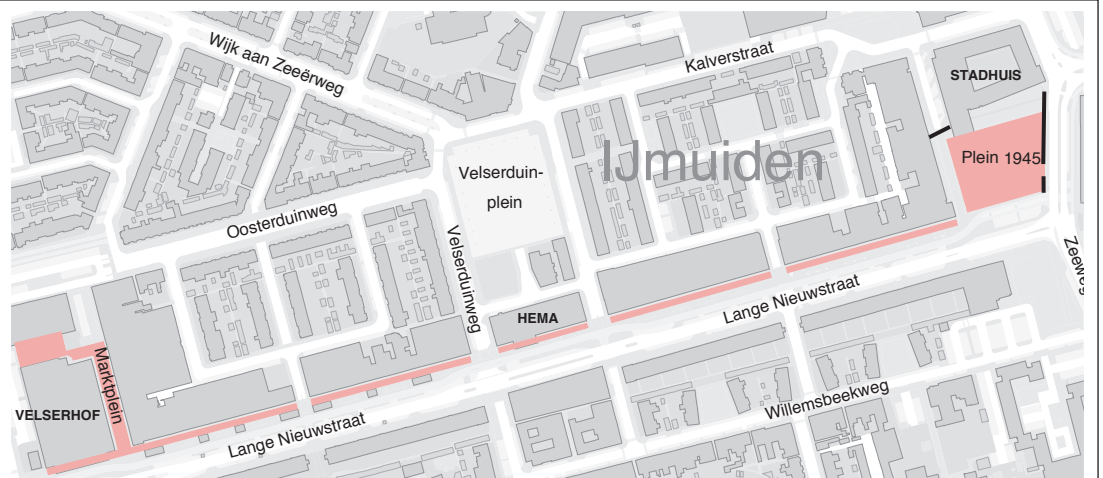 Wijk aan Zeeërweg
Kalverstraat
STADHUIS
IJmuiden
Plein 1945
Velserduin-
plein
Oosterduinweg
Velserduinweg
Zeeweg
HEMA
Lange Nieuwstraat
Marktplein
VELSERHOF
Willemsbeekweg
Lange Nieuwstraat